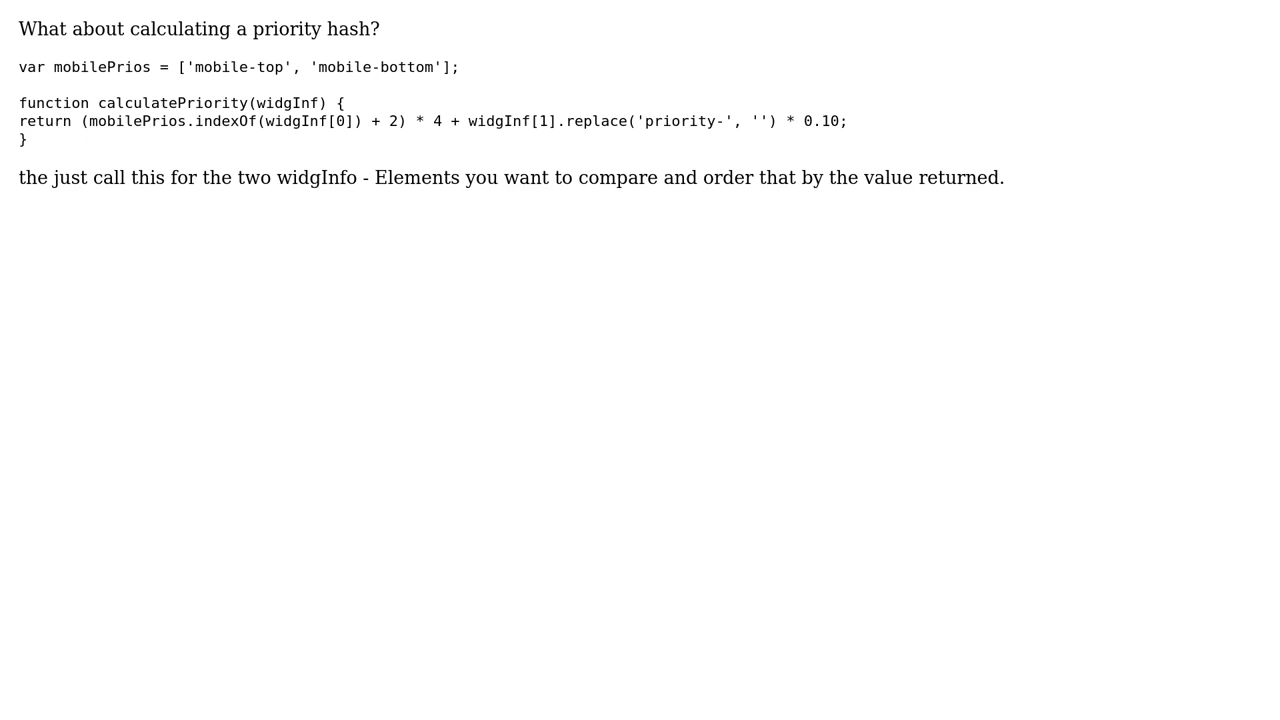 What about calculating a priority hash?
var mobilePrios = ['mobile-top', 'mobile-bottom'];
function calculatePriority(widgInf) {
return (mobilePrios.indexOf(widgInf[0]) + 2) * 4 + widgInf[1].replace('priority-', '') * 0.10;
}
the just call this for the two widgInfo - Elements you want to compare and order that by the value returned.